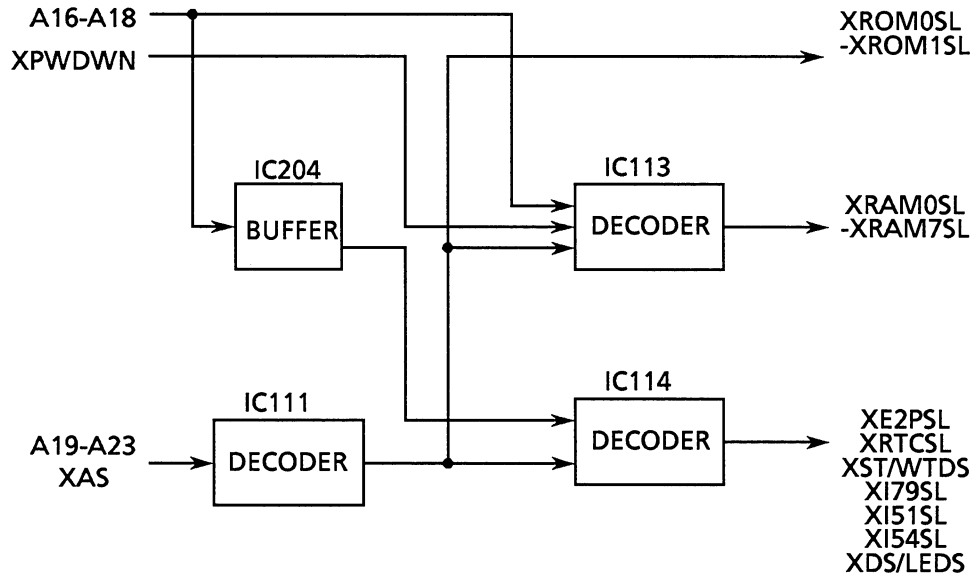 A16-A18
XPWDWN
XROM0SL
-XROM1SL
IC204
BUFFER
IC113
DECODER
XRAM0SL
-XRAM7SL
IC111
DECODER
A19-A23
XAS
IC114
DECODER
XE2PSL
XRTCSL
XST/WTDS
XI79SL
XI51SL
XI54SL
XDS/LEDS